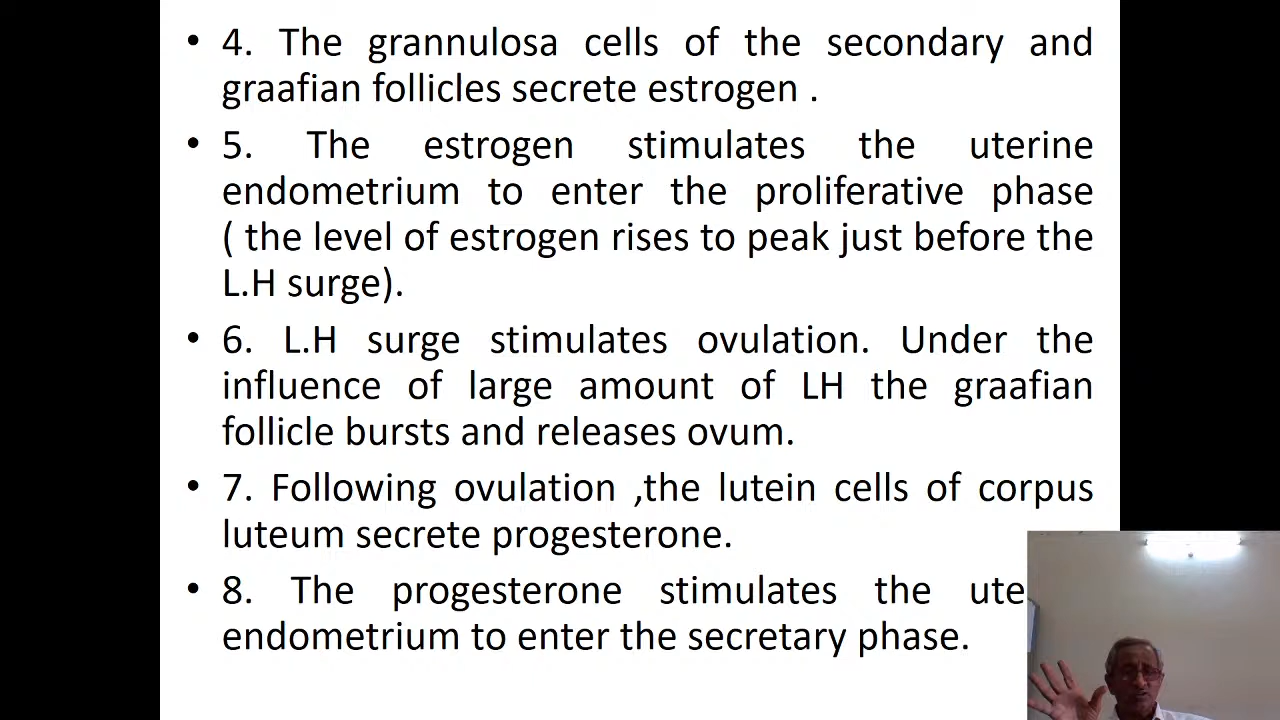 • 4. The grannulosa cells of the secondary and
graafian follicles secrete estrogen .
• 5. The estrogen stimulates the uterine
endometrium to enter the proliferative phase
( the level of estrogen rises to peak just before the
L.H surge).
• 6. L.H surge stimulates ovulation. Under the
influence of large amount of LH the graafian
follicle bursts and releases ovum.
• 7. Following ovulation ,the lutein cells of corpus
luteum secrete progesterone.
• 8. The progesterone stimulates the ute
endometrium to enter the secretary phase.